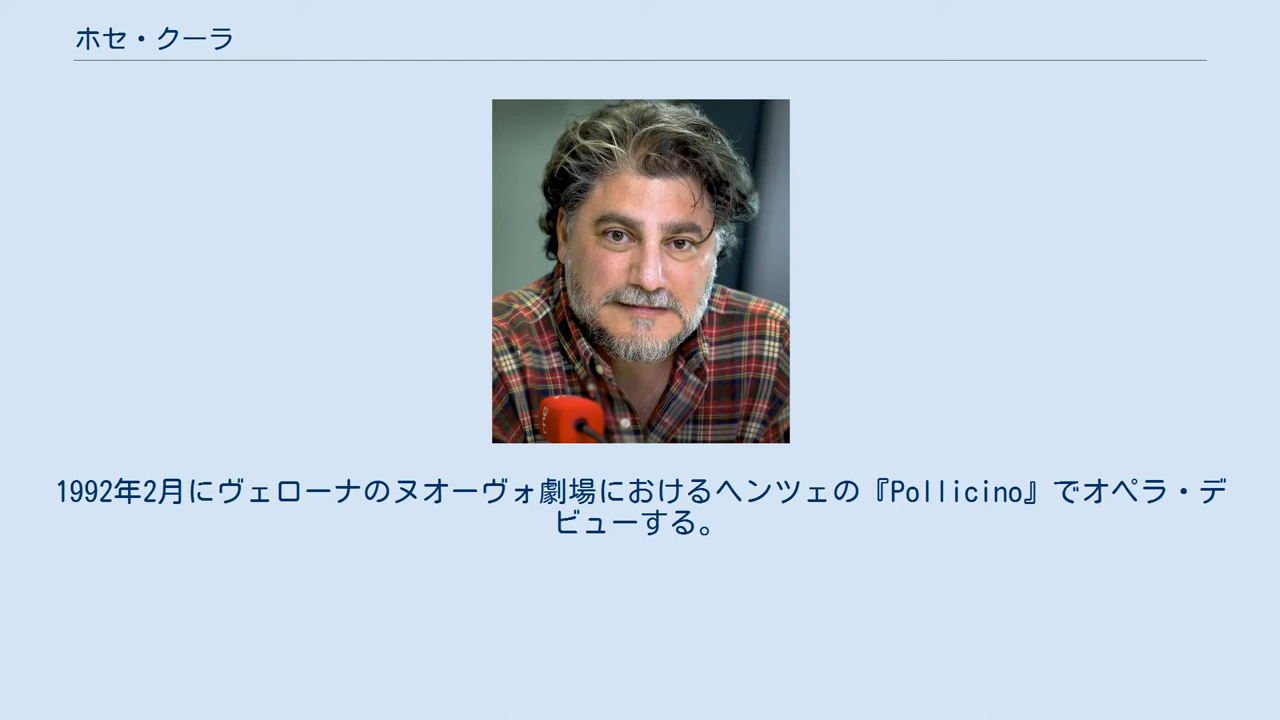 ホセ・クーラ
1992年2月にヴェローナのヌオーヴォ劇場におけるヘンツェの『Pollicino』でオペラ・デ
ビューする。